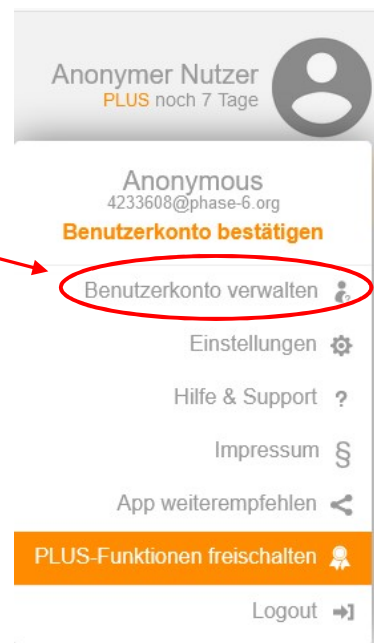 Anonymer Nutzer
PLUS noch 7 Tage
Anonymous
4233608@phase-6.org
Benutzerkonto bestätigen
Benutzerkonto verwalten
Einstellungen
Hilfe & Support ?
Impressum §
App weiterempfehlen
PLUS-Funktionen freischalten
Logout